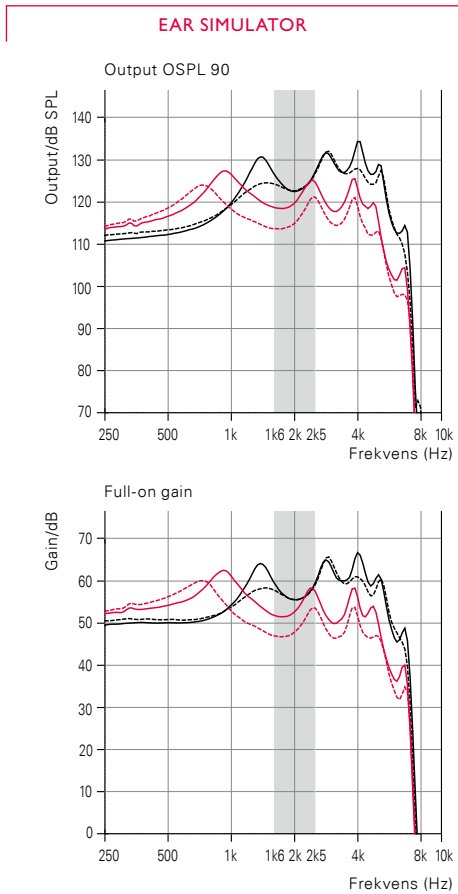 EAR SIMULATOR
Output OSPL 90
Output/dB SPL
140
130
120
110
100
90
80
70
250 500 1k 1k6 2k 2k5 4k 8k 10k
Frekvens (Hz)
Full-on gain
Gain/dB
70
60
50
40
30
20
10
0
250 500 1k 1k6 2k 2k5 4k 8k 10k
Frekvens (Hz)